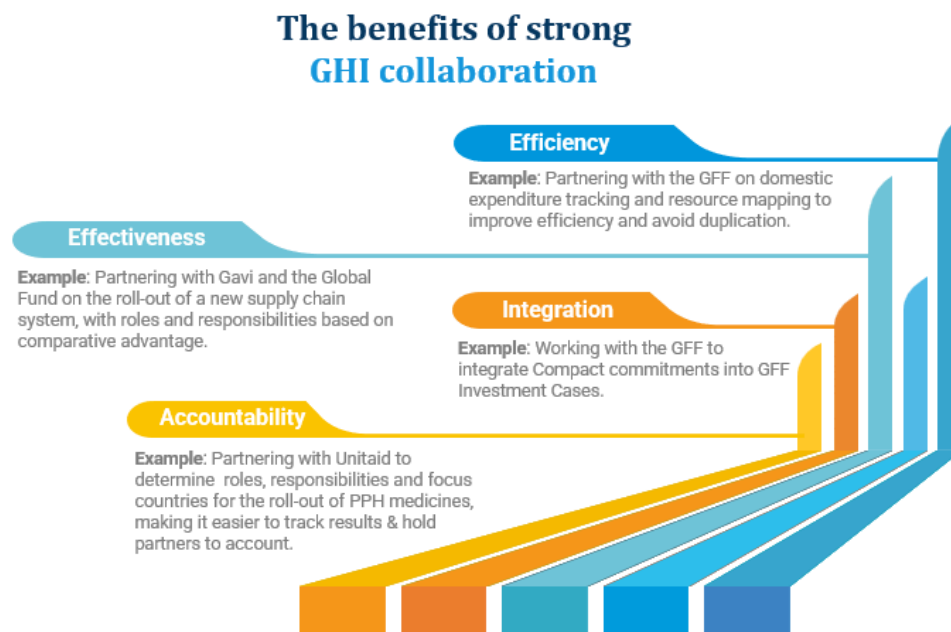 The benefits of strong
GHI collaboration
Efficiency
Example: Partnering with the GFF on domestic
expenditure tracking and resource mapping to
improve efficiency and avoid duplication.
Effectiveness
Example: Partnering with Gavi and the Global
Fund on the roll-out of a new supply chain
system, with roles and responsibilities based on
comparative advantage.
Integration
Example: Working with the GFF to
integrate Compact commitments into GFF
Investment Cases.
Accountability
Example: Partnering with Unitaid to
determine roles, responsibilities and focus
countries for the roll-out of PPH medicines,
making it easier to track results & hold
partners to account.